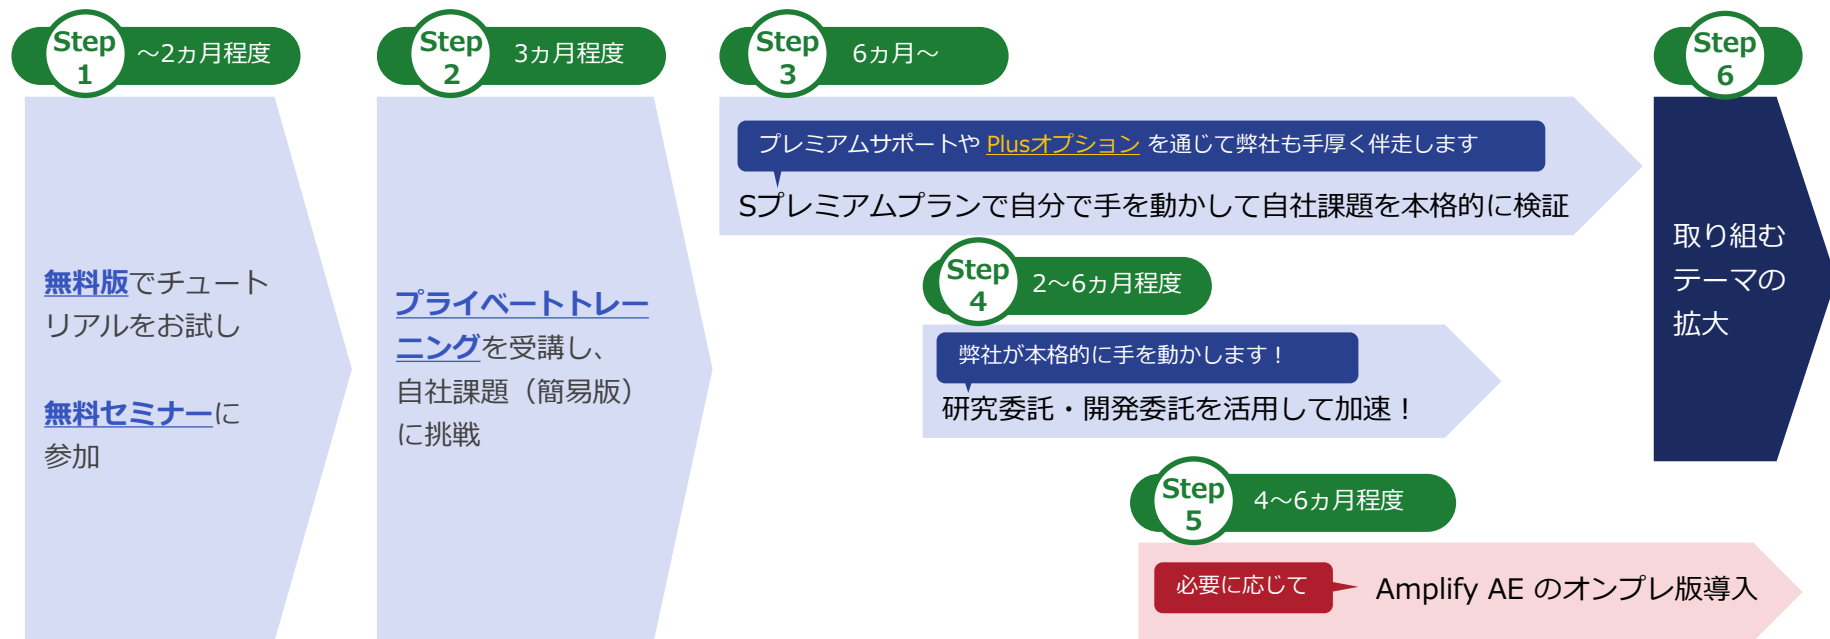 Step
1
～2ヵ月程度
無料版でチュート
リアルをお試し
無料セミナーに
参加
Step
2
3ヵ月程度
プライベートトレー
ニングを受講し、
自社課題（簡易版）
に挑戦
Step
3
6ヵ月～
プレミアムサポートや Plusオプション を通じて弊社も手厚く伴走します
Sプレミアムプランで自分で手を動かして自社課題を本格的に検証
Step
4
2～6ヵ月程度
弊社が本格的に手を動かします！
研究委託・開発委託を活用して加速！
Step
5
4～6ヵ月程度
必要に応じて
Amplify AE のオンプレ版導入
Step
6
取り組む
テーマの
拡大